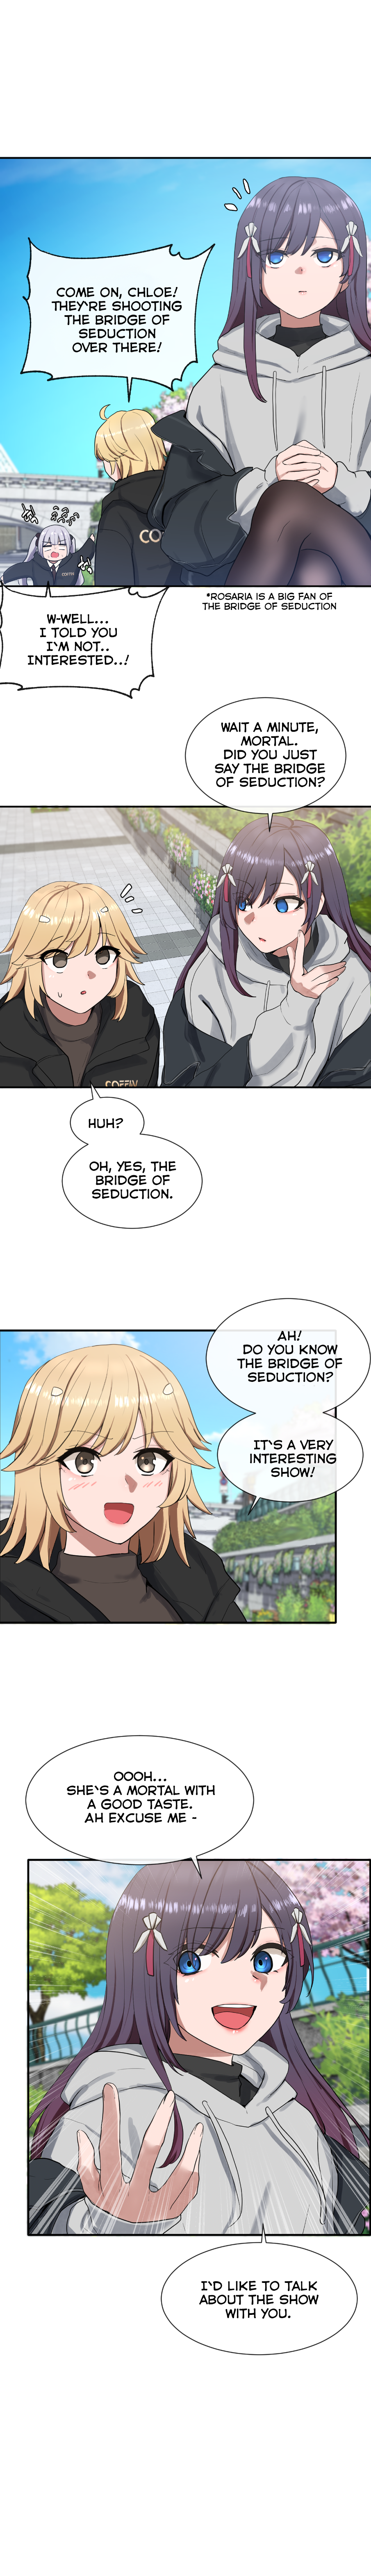 COME ON, CHLOE!
THEY'RE SHOOTING
THE BRIDGE OF
SEDUCTION
OVER THERE!
CO
COFFIN
*ROSARIA IS A BIG FAN OF
THE BRIDGE OF SEDUCTION
W-WELL...
I TOLD YOU
I'M NOT..
INTERESTED..!
WAIT A MINUTE,
MORTAL.
DID YOU JUST
SAY THE BRIDGE
OF SEDUCTION?
COFFIN
HUH?
OH, YES, THE
BRIDGE OF
SEDUCTION.
AH!
DO YOU KNOW
THE BRIDGE OF
SEDUCTION?
IT'S A VERY
INTERESTING
SHOW!
OOOH...
SHE'S A MORTAL WITH
A GOOD TASTE.
AH EXCUSE ME -
I'D LIKE TO TALK
ABOUT THE SHOW
WITH YOU.